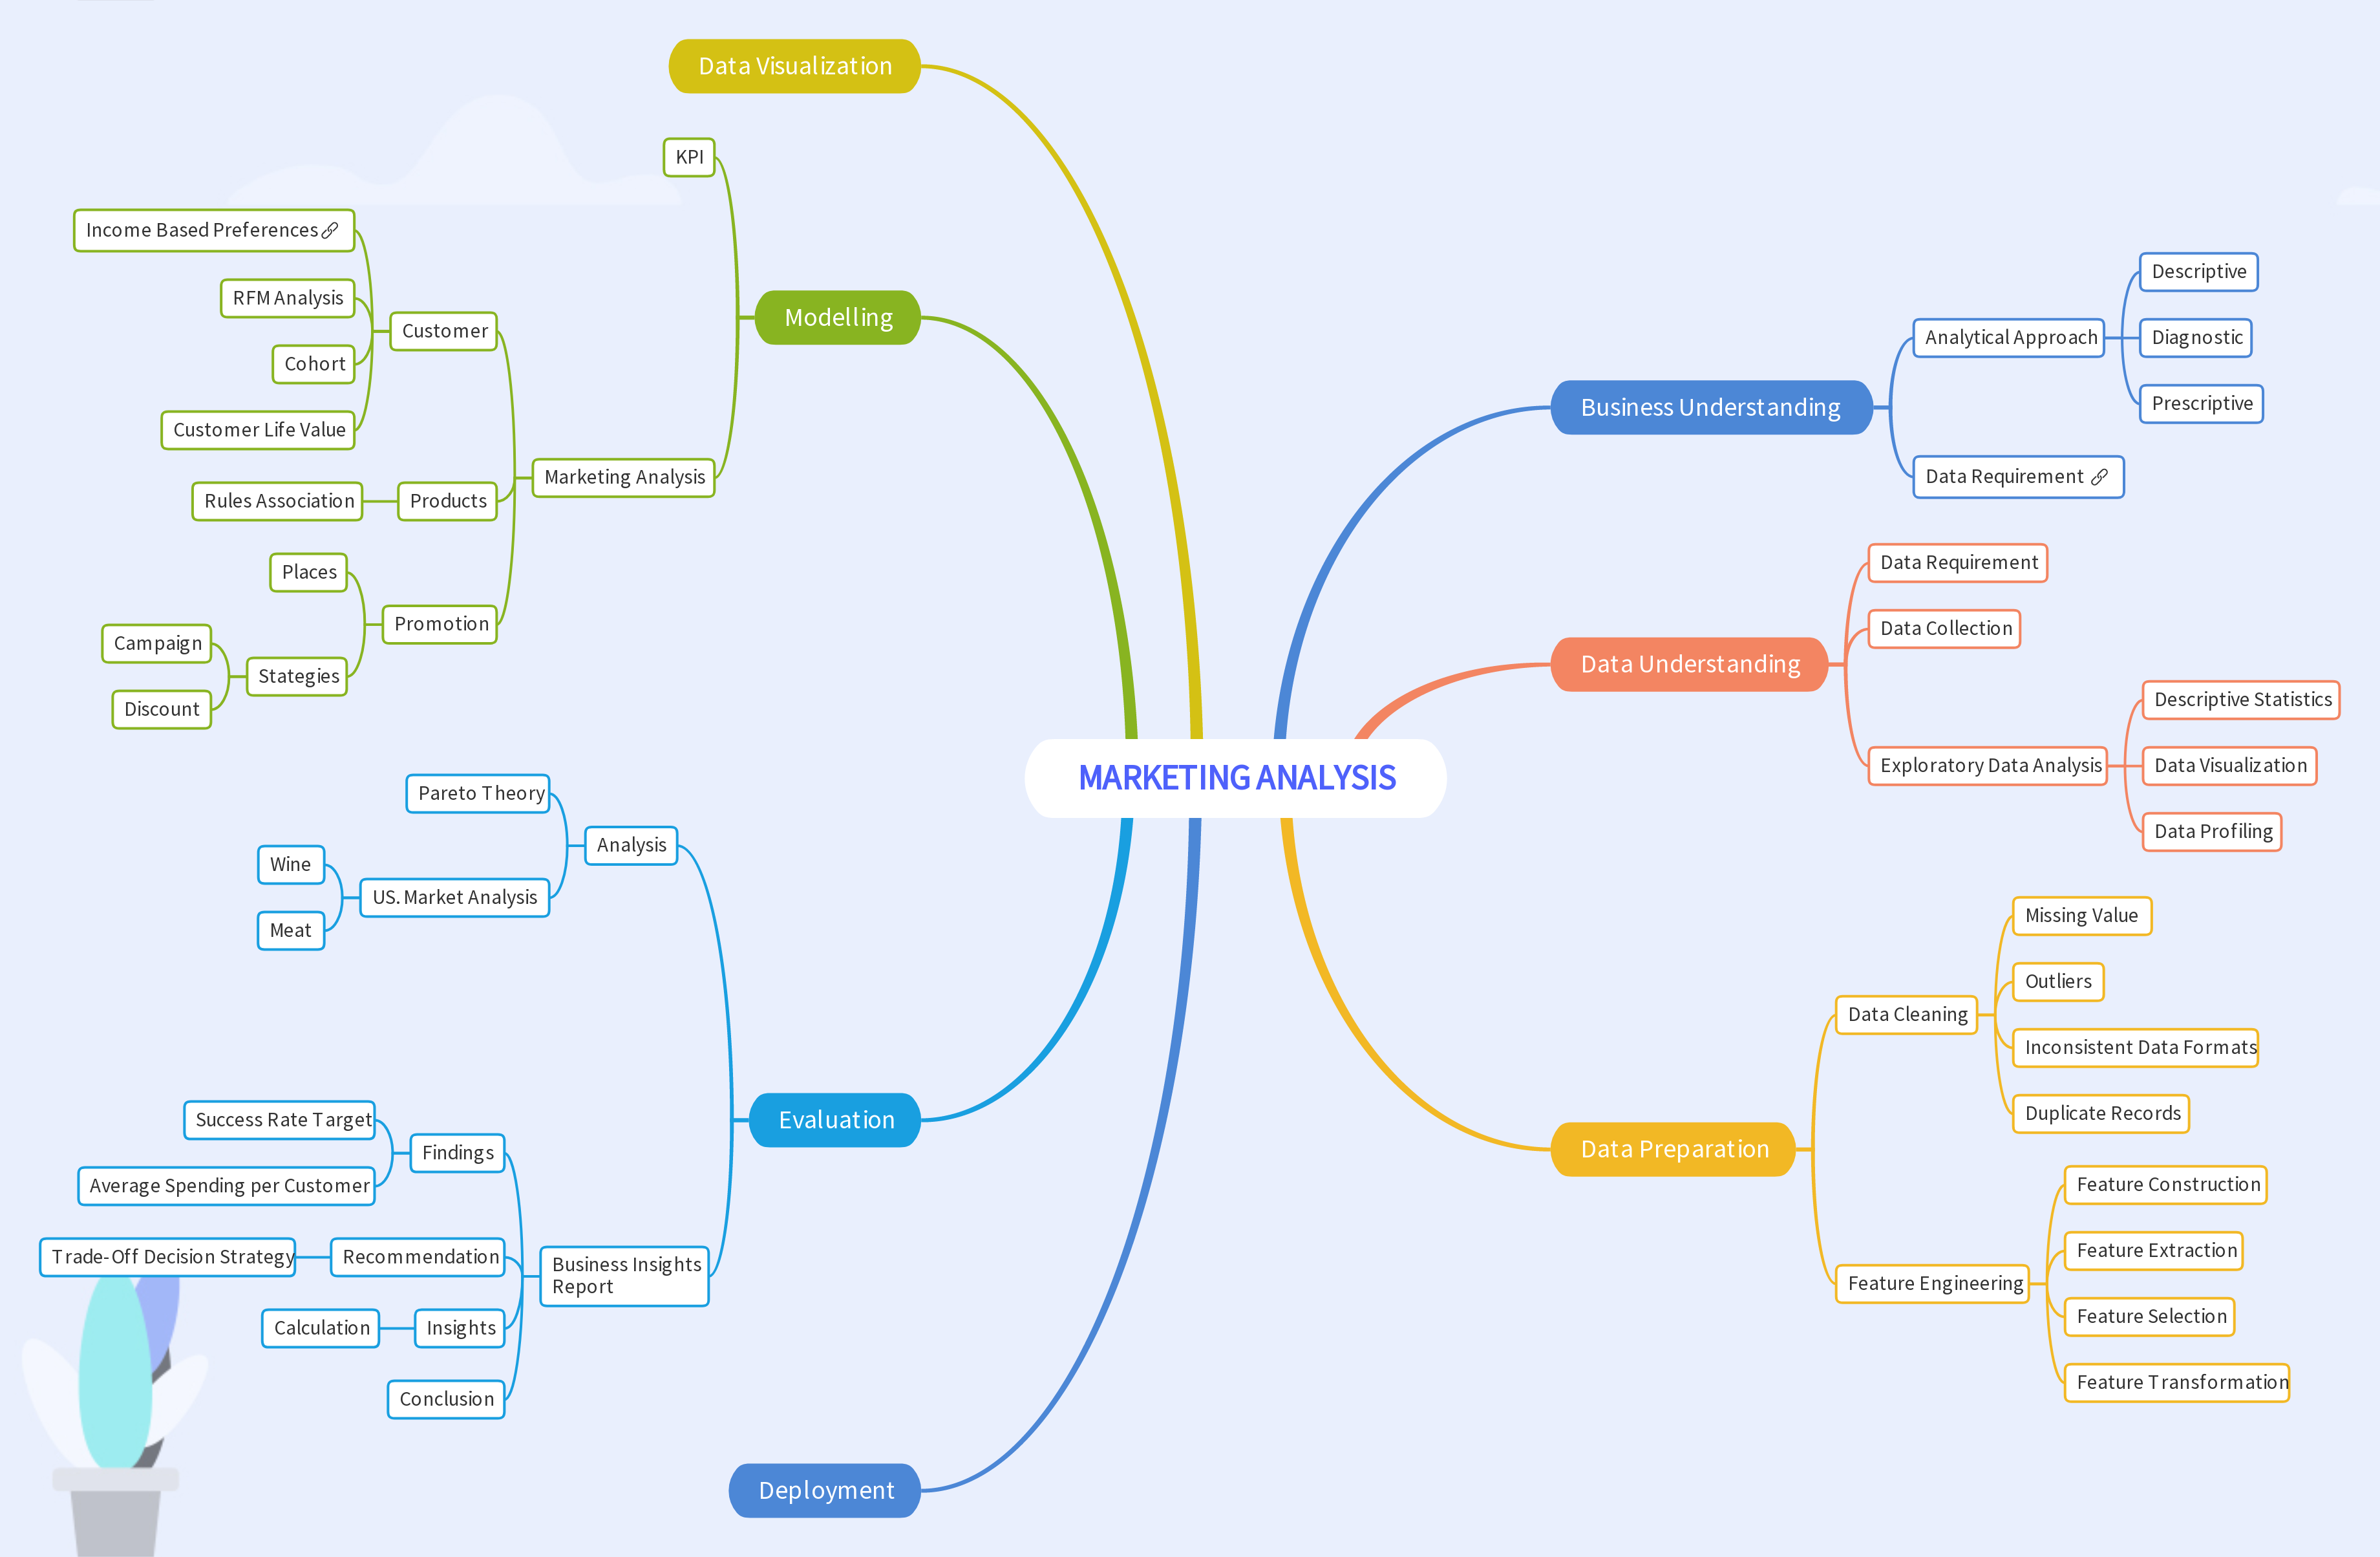 MARKETING ANALYSIS
Business Understanding
Analytical Approach
Descriptive
Diagnostic
Prescriptive
Data Requirement
Data Understanding
Data Requirement
Data Collection
Exploratory Data Analysis
Descriptive Statistics
Data Visualization
Data Profiling
Data Preparation
Data Cleaning
Missing Value
Outliers
Inconsistent Data Formats
Duplicate Records
Feature Engineering
Feature Construction
Feature Extraction
Feature Selection
Feature Transformation
Data Visualization
Modelling
KPI
Marketing Analysis
Customer
Income Based Preferences
RFM Analysis
Cohort
Customer Life Value
Products
Rules Association
Promotion
Places
Stategies
Campaign
Discount
Evaluation
Analysis
Pareto Theory
US. Market Analysis
Wine
Meat
Business Insights
Report
Findings
Success Rate Target
Average Spending per Customer
Recommendation
Trade-Off Decision Strategy
Insights
Calculation
Conclusion
Deployment